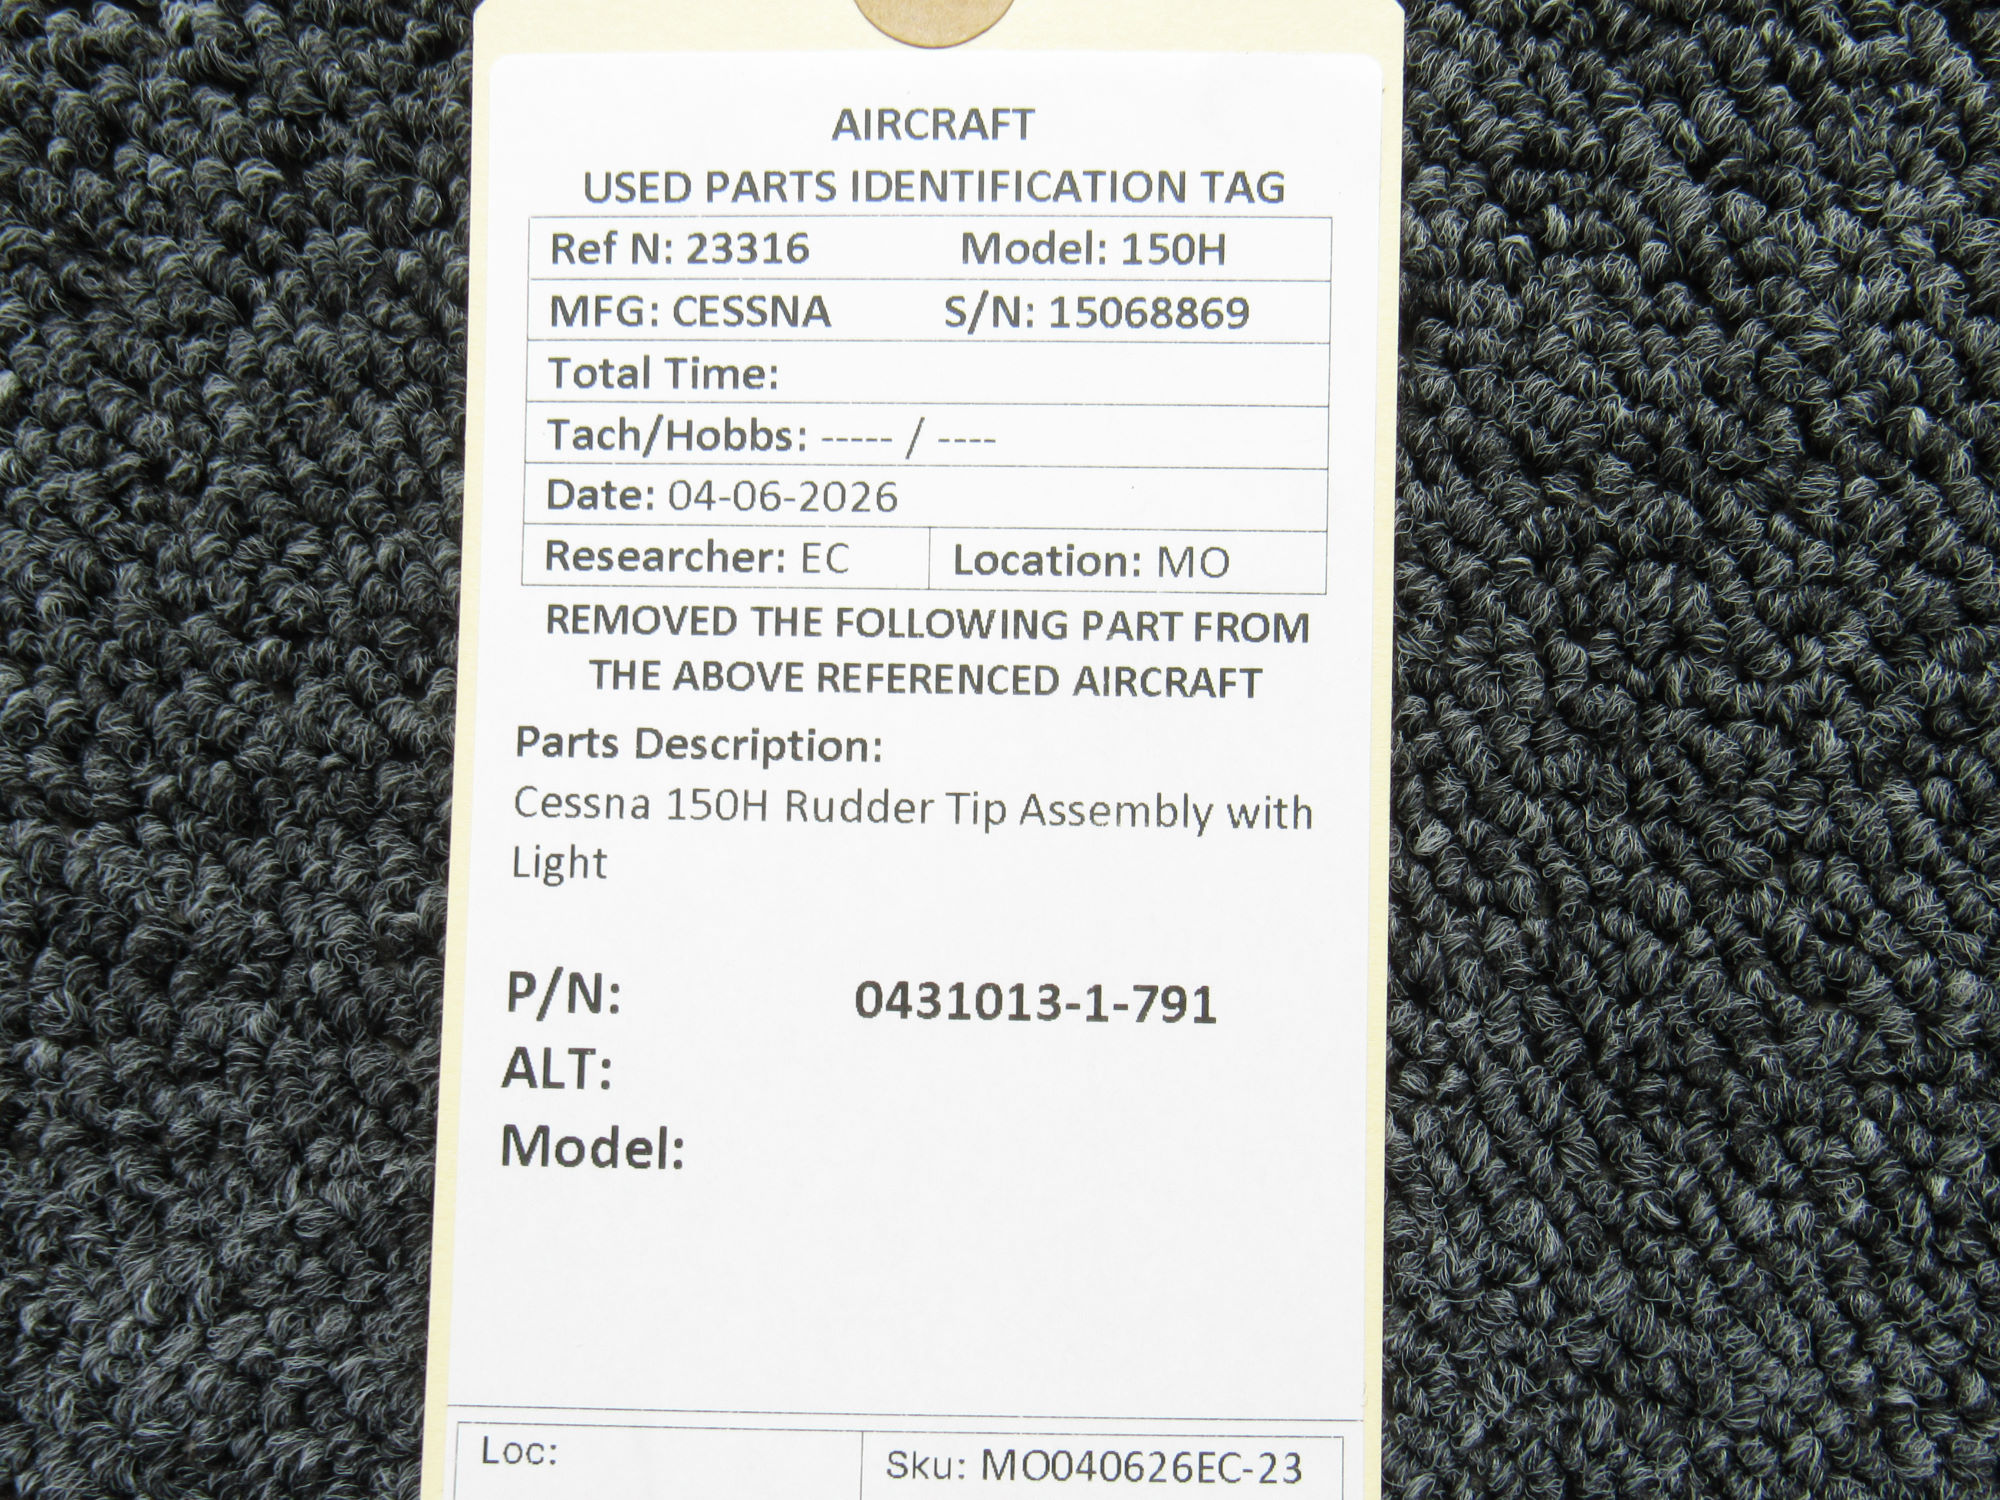 AIRCRAFT
USED PARTS IDENTIFICATION TAG
Ref N: 23316 Model: 150H
MFG: CESSNA S/N: 15068869
Total Time:
Tach/Hobbs: ----- / ----
Date: 04-06-2026
Researcher: EC Location: MO
REMOVED THE FOLLOWING PART FROM
THE ABOVE REFERENCED AIRCRAFT
Parts Description:
Cessna 150H Rudder Tip Assembly with
Light
P/N: 0431013-1-791
ALT:
Model:
Loc: Sku: MO040626EC-23